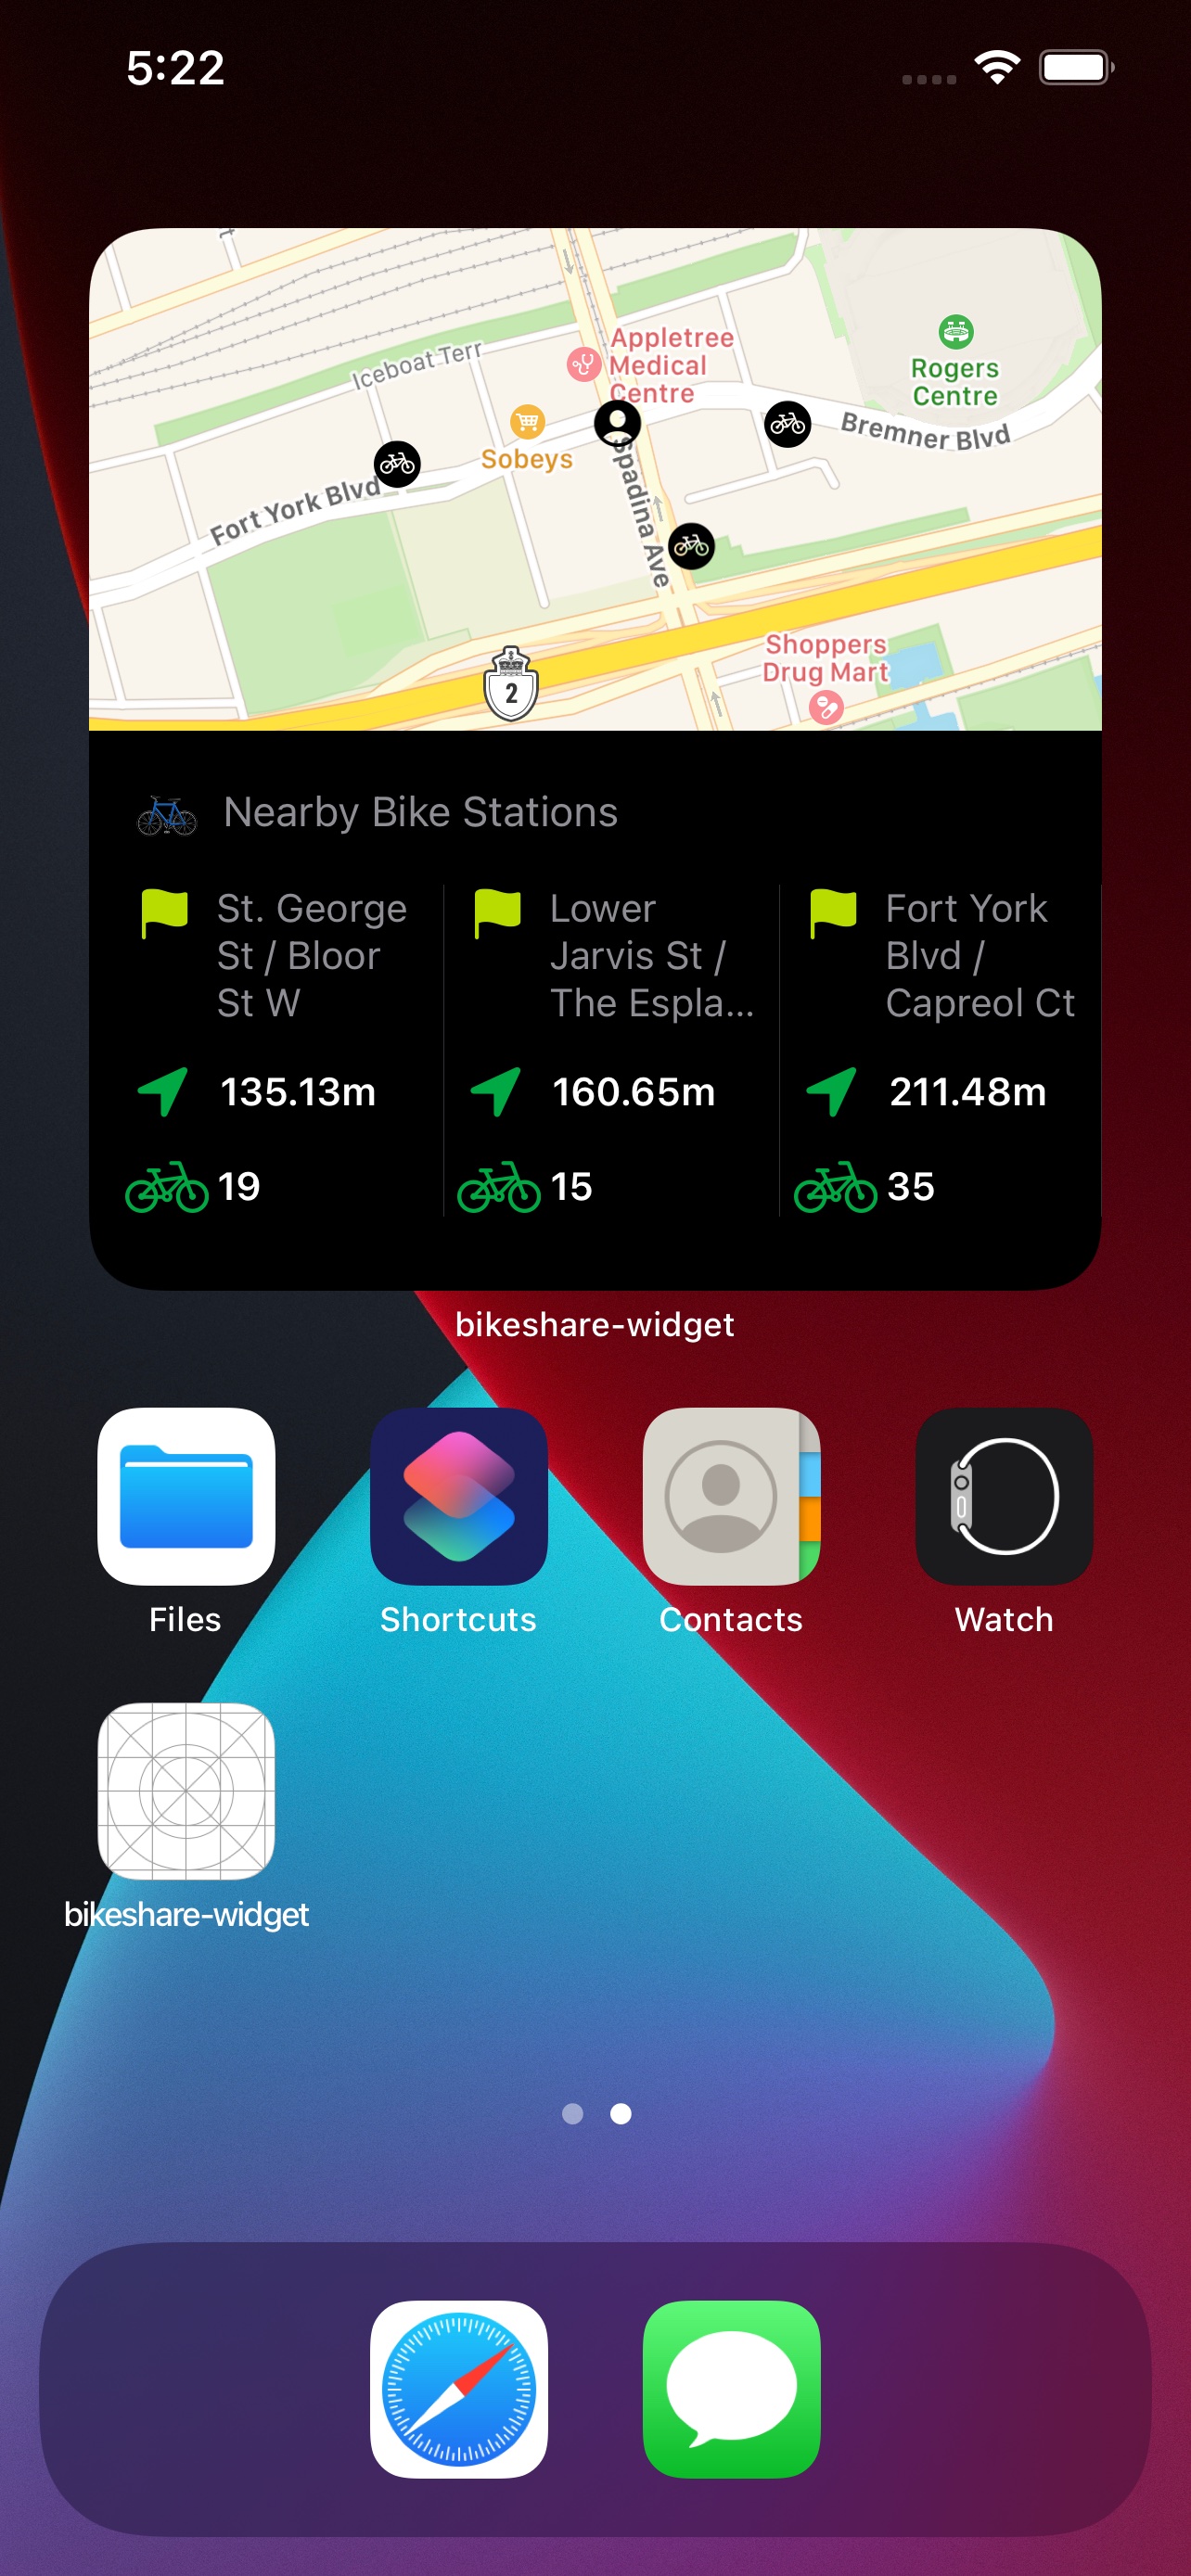 5:22
Iceboat Terr
Appletree
Medical
Centre
Rogers
Centre
Sobeys
Bremner Blvd
Fort York Blvd
Spadina Ave
Shoppers
Drug Mart
2
Nearby Bike Stations
St. George
St / Bloor
St W
135.13m
19
Lower
Jarvis St /
The Espla...
160.65m
15
Fort York
Blvd /
Capreol Ct
211.48m
35
bikeshare-widget
Files
Shortcuts
Contacts
Watch
bikeshare-widget